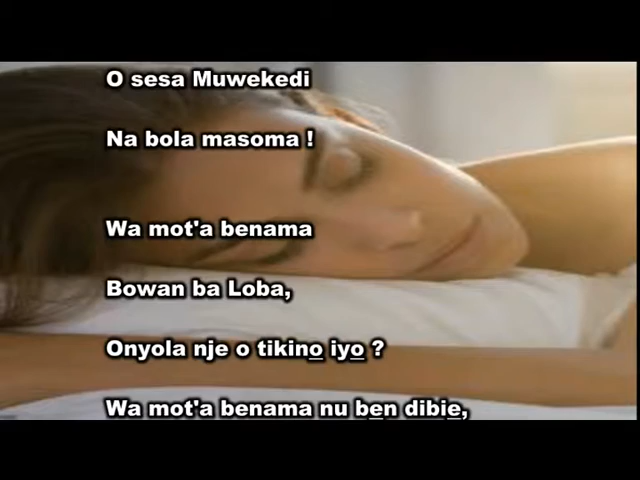 O sesa Muwekedi
Na bola masoma !
Wa mot'a benama
Bowan ba Loba,
Onyola nje o tikino̱ iyo̱ ?
Wa mot'a benama nu be̱n dibie̱,